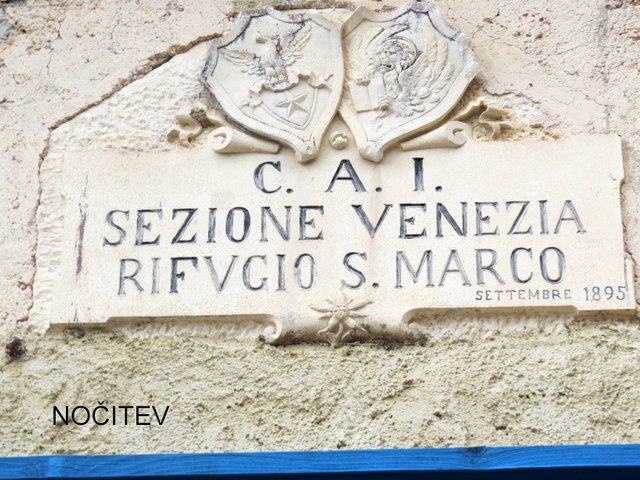 C. A. I.
SEZIONE VENEZIA
RIFVGIO S. MARCO
SETTEMBRE 1895
NOČITEV